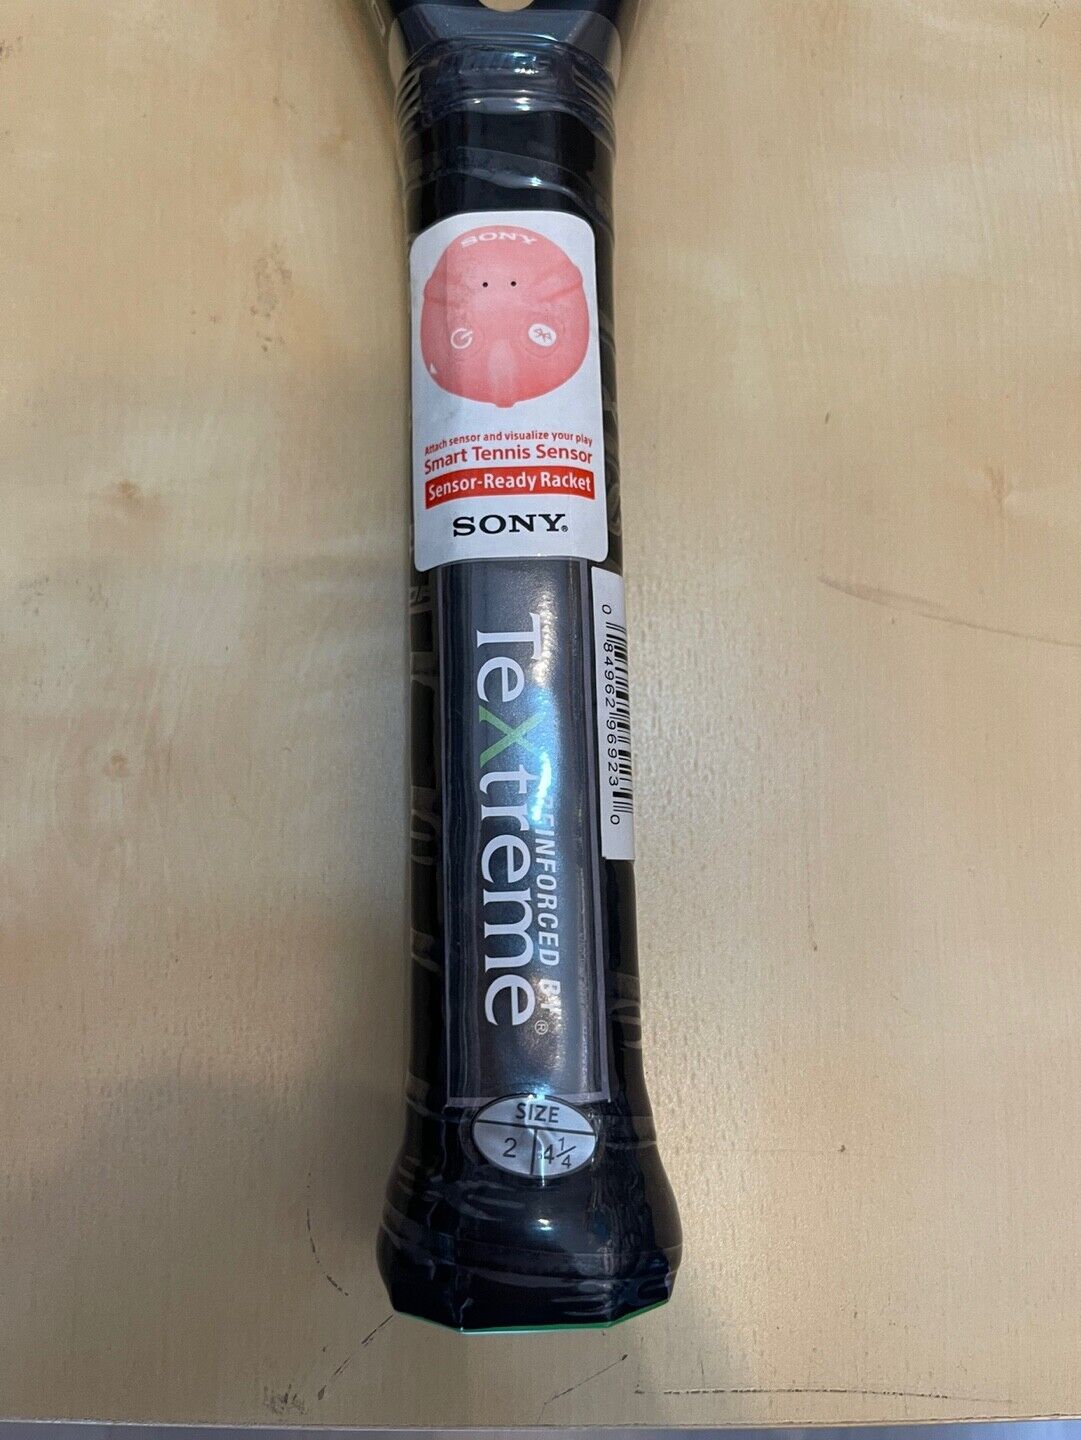 SONY
Attach sensor and visualize your play
Smart Tennis Sensor
Sensor-Ready Racket
SONY®
REINFORCED BY
TeXtreme®
0 84962 96923 0
SIZE
2 4 1/4